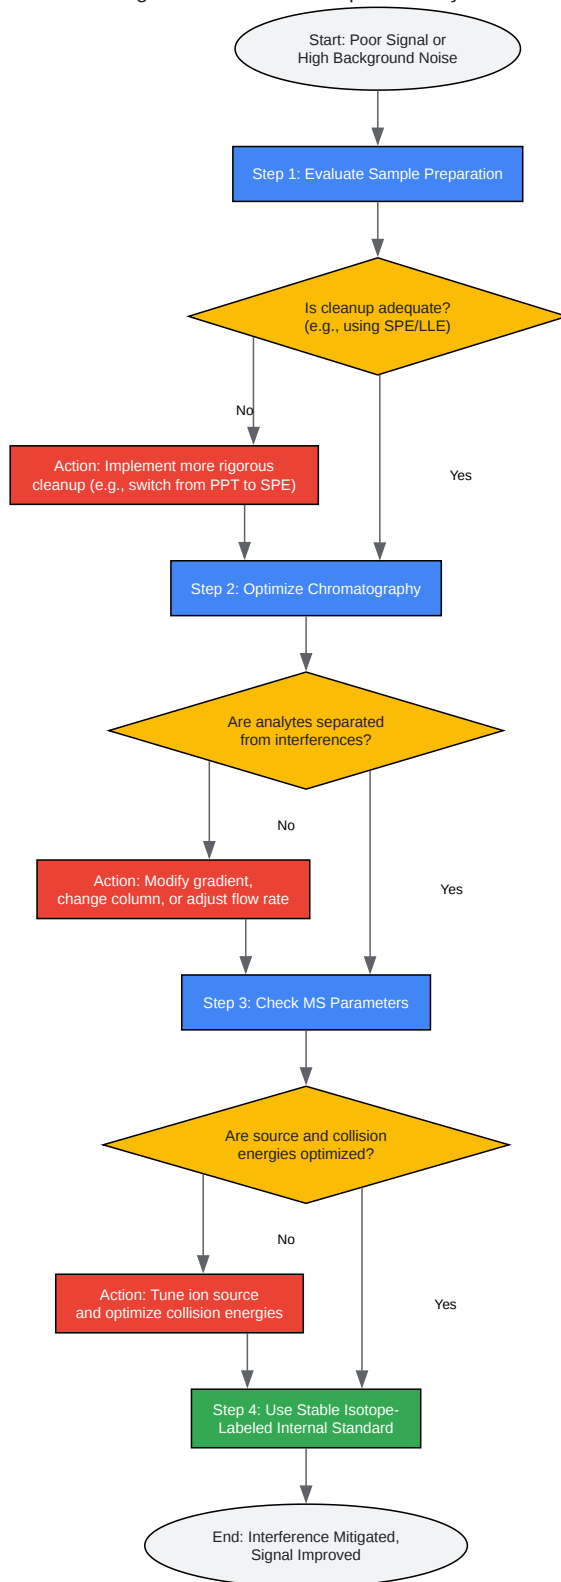 Start: Poor Signal or
High Background Noise
Step 1: Evaluate Sample Preparation
Is cleanup adequate?
(e.g., using SPE/LLE)
No
Action: Implement more rigorous
cleanup (e.g., switch from PPT to SPE)
Yes
Step 2: Optimize Chromatography
Are analytes separated
from interferences?
No
Action: Modify gradient,
change column, or adjust flow rate
Yes
Step 3: Check MS Parameters
Are source and collision
energies optimized?
No
Action: Tune ion source
and optimize collision energies
Yes
Step 4: Use Stable Isotope-
Labeled Internal Standard
End: Interference Mitigated,
Signal Improved